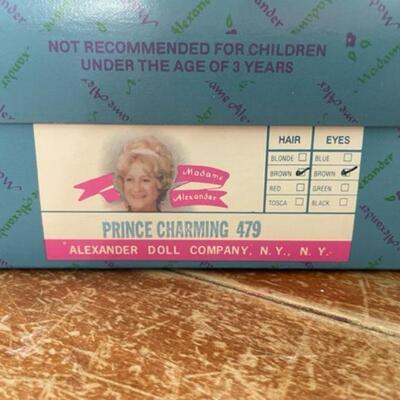 NOT RECOMMENDED FOR CHILDREN
UNDER THE AGE OF 3 YEARS
Madame
Alexander
HAIR EYES
BLONDE BLUE
BROWN BROWN
RED GREEN
TOSCA BLACK
PRINCE CHARMING 479
ALEXANDER DOLL COMPANY, N.Y., N.Y.